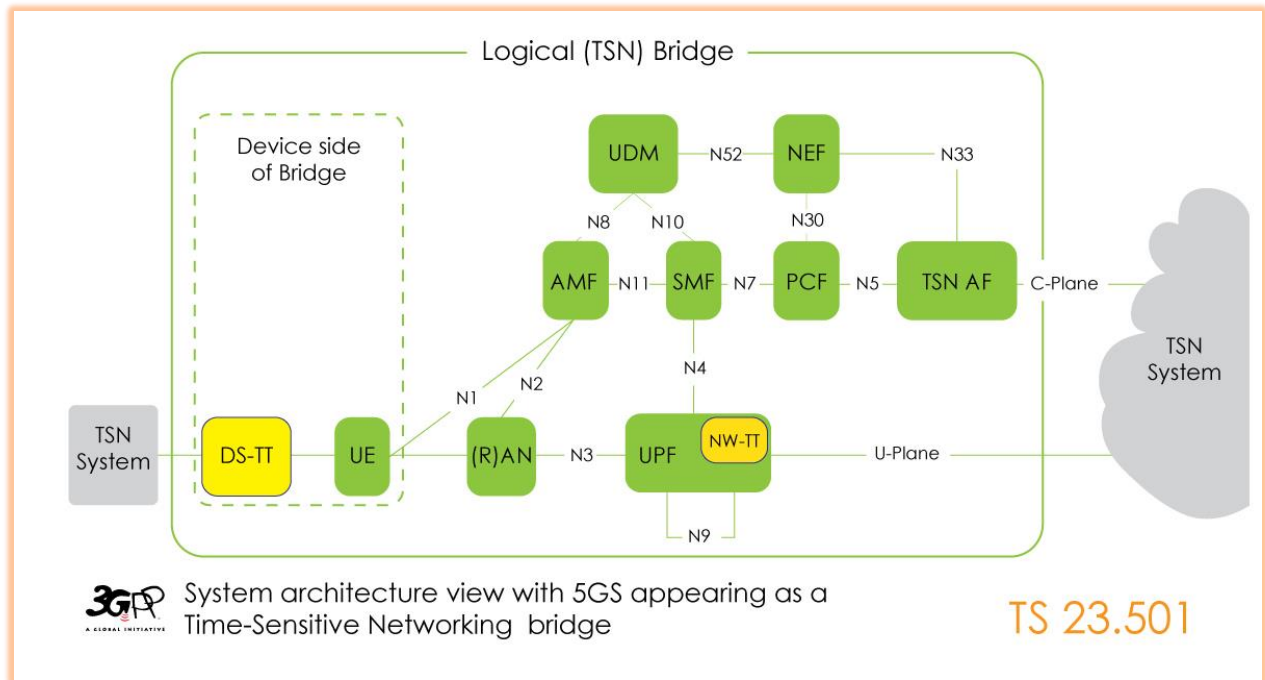 Logical (TSN) Bridge
Device side
of Bridge
UDM
N52
NEF
N33
N8
N10
N30
AMF
N11
SMF
N7
PCF
N5
TSN AF
C-Plane
TSN
System
N1
N2
N4
TSN
System
DS-TT
UE
(R)AN
N3
UPF
NW-TT
U-Plane
N9
3GPP
A GLOBAL INITIATIVE
System architecture view with 5GS appearing as a
Time-Sensitive Networking bridge
TS 23.501